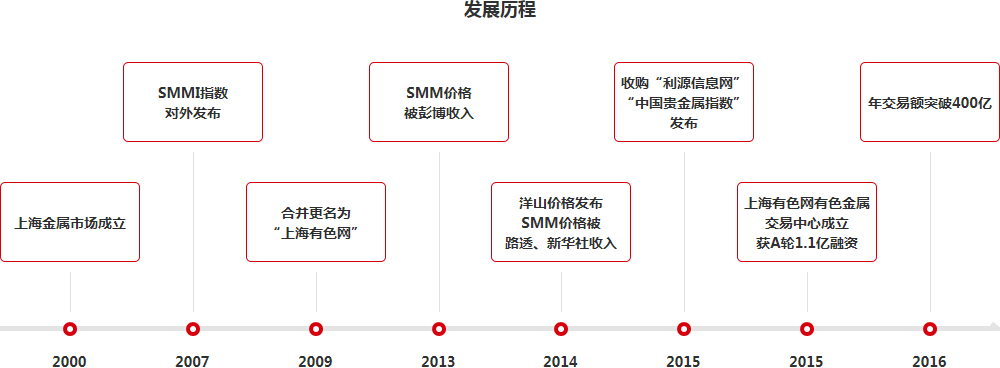 发展历程
SMMI指数
对外发布
SMM价格
被彭博收入
收购“利源信息网”
“中国贵金属指数”
发布
年交易额突破400亿
上海金属市场成立
合并更名为
“上海有色网”
洋山价格发布
SMM价格被
路透、新华社收入
上海有色网有色金属
交易中心成立
获A轮1.1亿融资
2000
2007
2009
2013
2014
2015
2015
2016